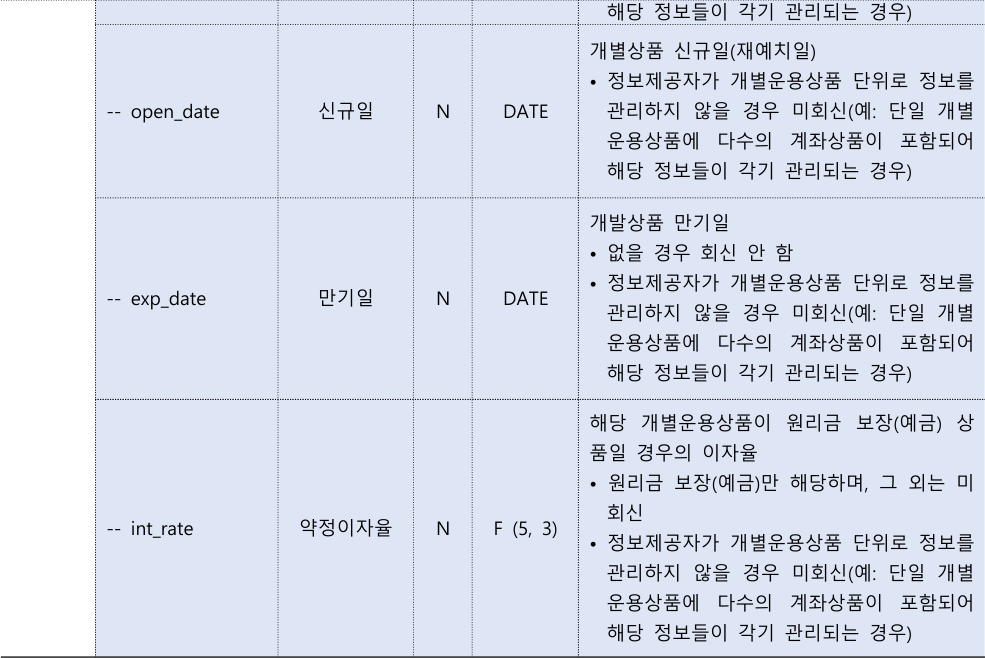 해당 정보들이 각기 관리되는 경우)
개별상품 신규일(재예치일)
• 정보제공자가 개별운용상품 단위로 정보를
-- open_date 신규일 N DATE 관리하지 않을 경우 미회신(예: 단일 개별
운용상품에 다수의 계좌상품이 포함되어
해당 정보들이 각기 관리되는 경우)
개발상품 만기일
• 없을 경우 회신 안 함
• 정보제공자가 개별운용상품 단위로 정보를
-- exp_date 만기일 N DATE
관리하지 않을 경우 미회신(예: 단일 개별
운용상품에 다수의 계좌상품이 포함되어
해당 정보들이 각기 관리되는 경우)
해당 개별운용상품이 원리금 보장(예금) 상
품일 경우의 이자율
• 원리금 보장(예금)만 해당하며, 그 외는 미
회신
-- int_rate 약정이자율 N F (5, 3)
• 정보제공자가 개별운용상품 단위로 정보를
관리하지 않을 경우 미회신(예: 단일 개별
운용상품에 다수의 계좌상품이 포함되어
해당 정보들이 각기 관리되는 경우)